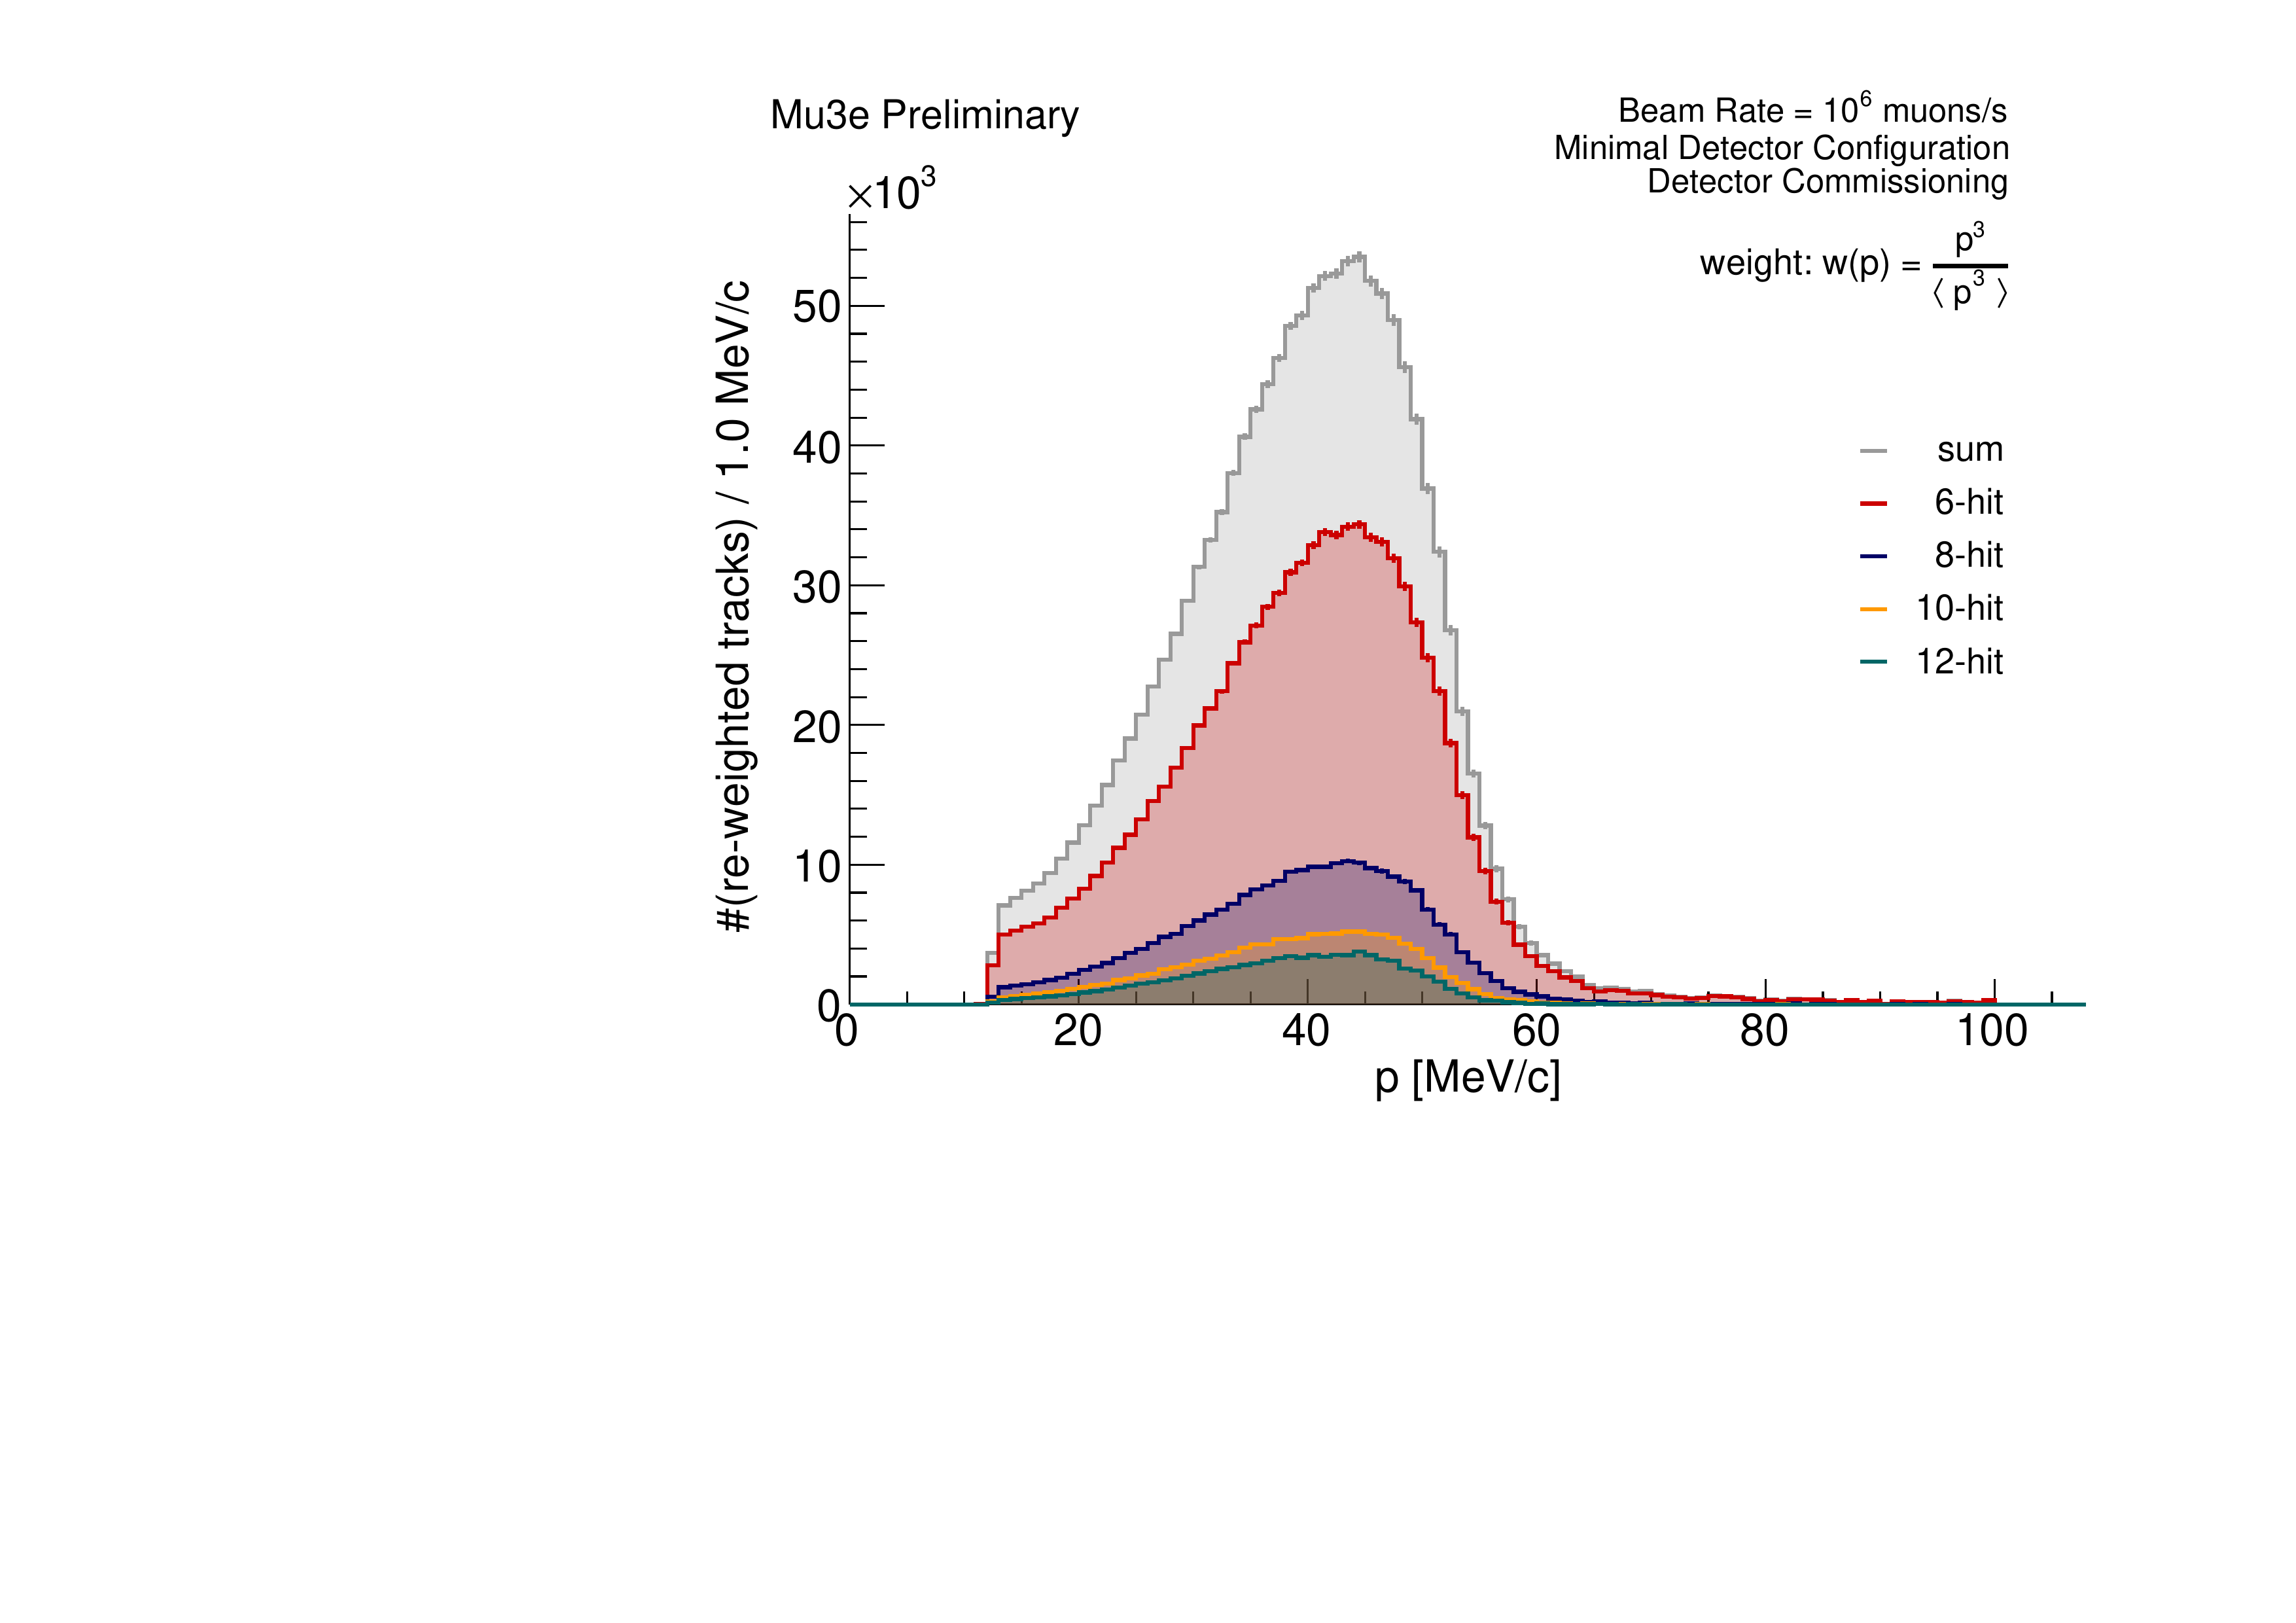 Mu3e Preliminary
Beam Rate = 10⁶ muons/s
Minimal Detector Configuration
Detector Commissioning
weight: w(p) = p³ / ⟨ p³ ⟩
×10³
#(re-weighted tracks) / 1.0 MeV/c
50
40
30
20
10
0
sum
6-hit
8-hit
10-hit
12-hit
0 20 40 60 80 100
p [MeV/c]